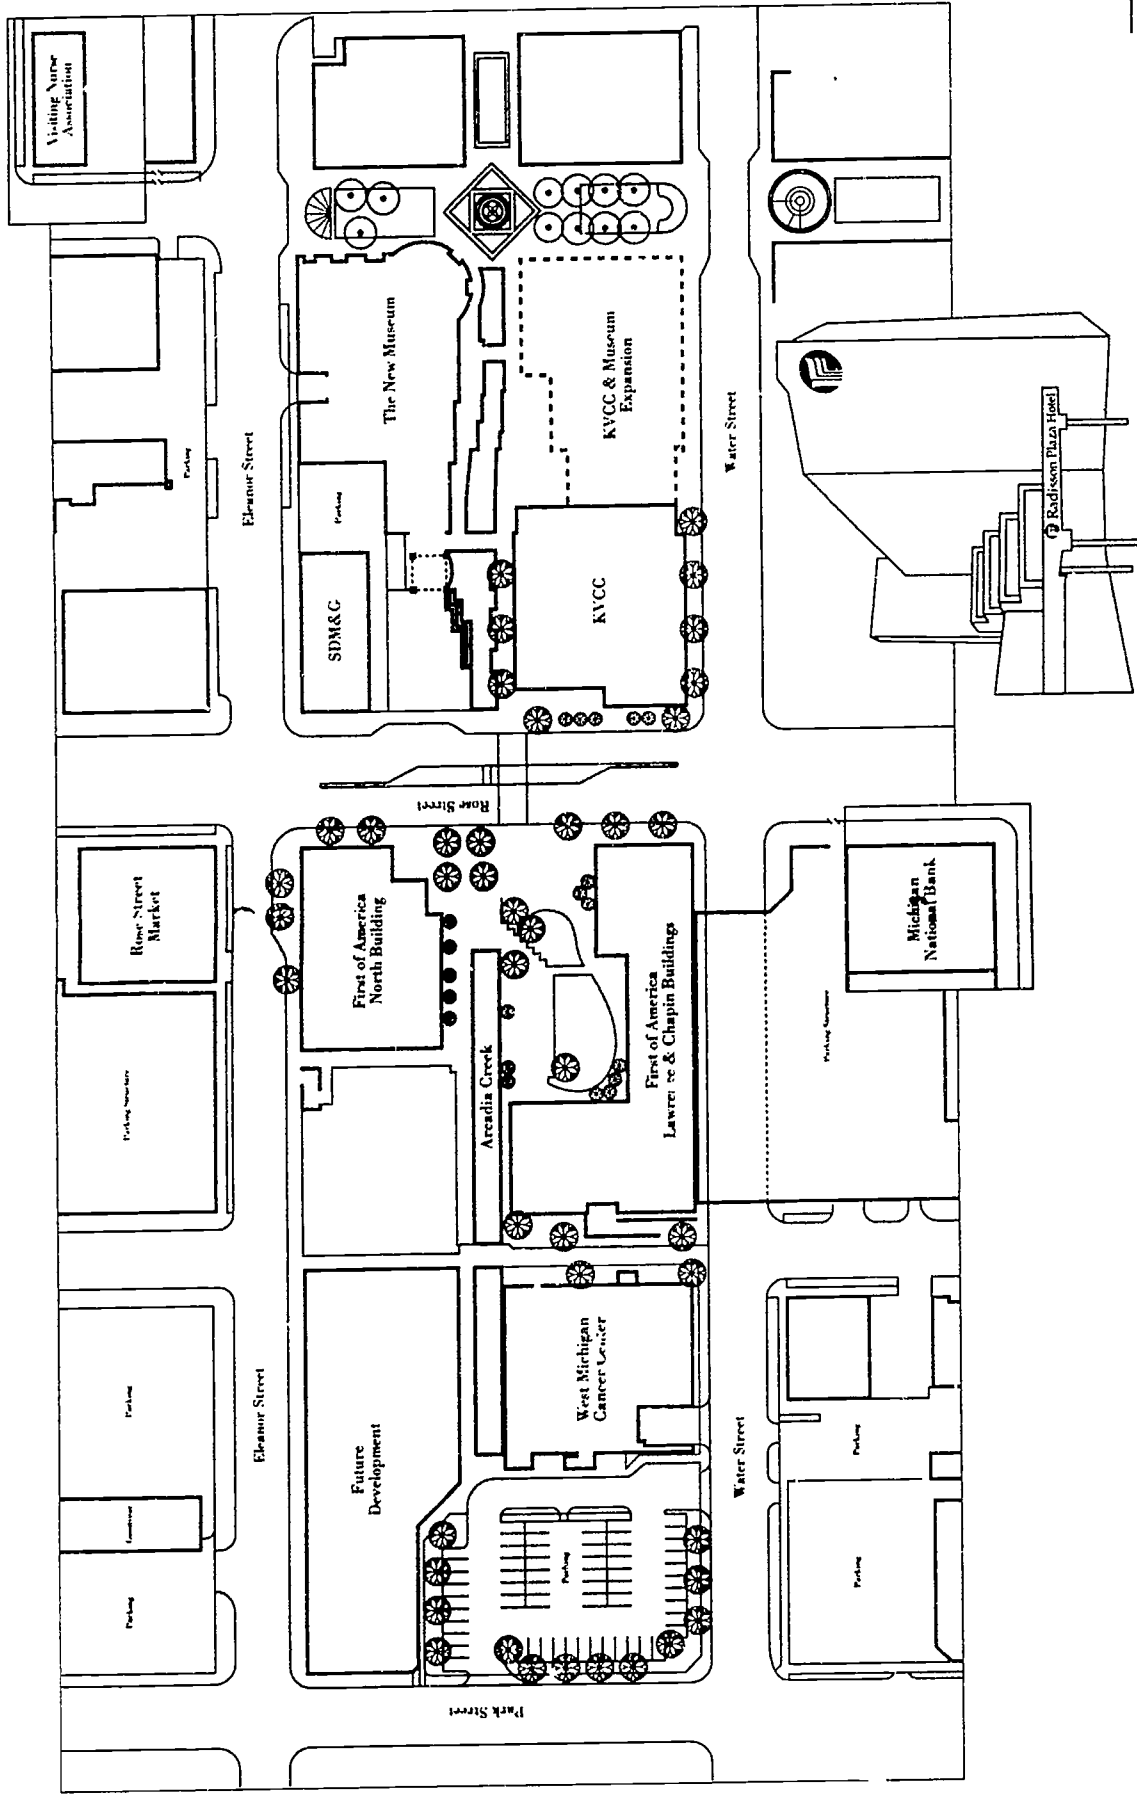 Visiting Nurse
Association
Parking
Eleanor Street
The New Museum
Parking
SDM&G
KVCC & Museum
Expansion
KVCC
Water Street
Radisson Plaza Hotel
Rose Street
Rose Street
Market
Parking Structure
First of America
North Building
Arcadia Creek
First of America
Lawrence & Chapin Buildings
Parking Structure
Michigan
National Bank
Parking
Parking
Eleanor Street
Future
Development
West Michigan
Cancer Center
Parking
Water Street
Parking
Parking
Park Street